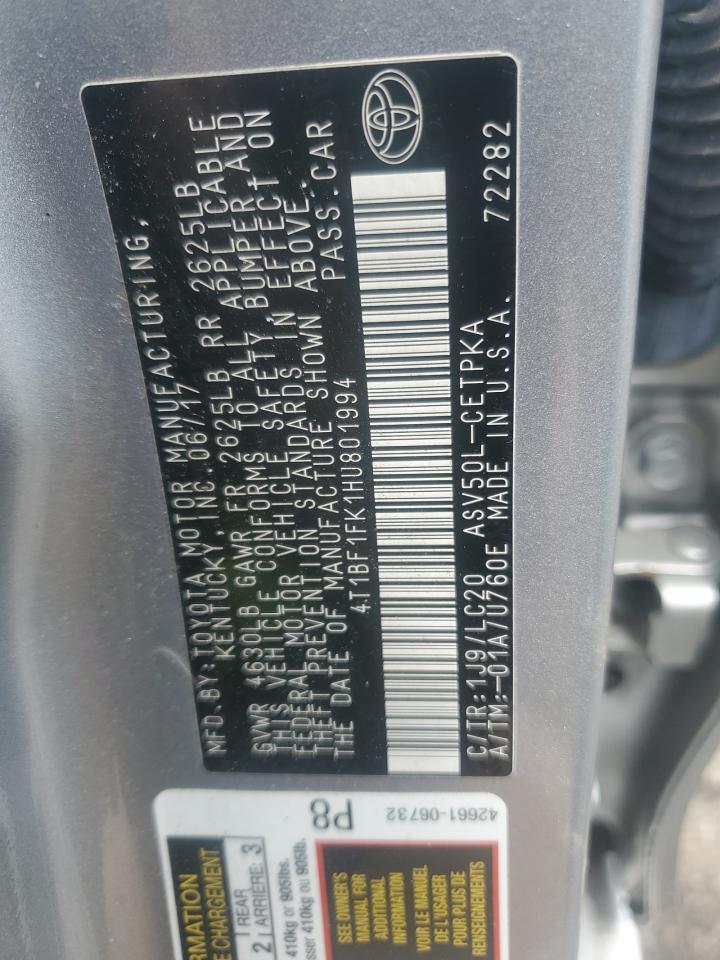 MFD. BY: TOYOTA MOTOR MANUFACTURING,
KENTUCKY, INC. 06/17
GVWR 4630LB GAWR FR 2625LB RR 2625LB
THIS VEHICLE CONFORMS TO ALL APPLICABLE
FEDERAL MOTOR VEHICLE SAFETY, BUMPER AND
THEFT PREVENTION STANDARDS IN EFFECT ON
THE DATE OF MANUFACTURE SHOWN ABOVE.
4T1BF1FK1HU801994 PASS. CAR
C/TR: 1J9/LC20 ASV50L-CETPKA
A/TM: -01A/U760E MADE IN U.S.A. 72282
42661-06732
P8
RMATION
E CHARGEMENT
2 REAR
ARRIÈRE: 3
410kg or 905lbs.
sser 410kg ou 905lb.
SEE OWNER'S
MANUAL FOR
ADDITIONAL
INFORMATION
VOIR LE MANUEL
DE L'USAGER
POUR PLUS DE
RENSEIGNEMENTS